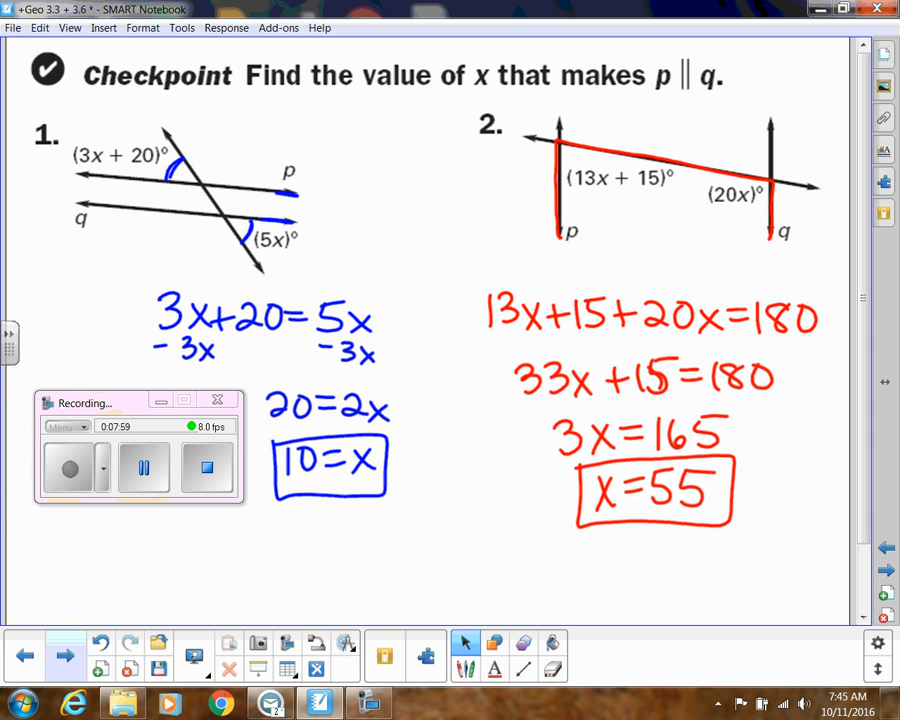 +Geo 3.3 + 3.6 * - SMART Notebook
File Edit View Insert Format Tools Response Add-ons Help
Checkpoint Find the value of x that makes p ∥ q.
1.
(3x + 20)°
p
q
(5x)°
3x+20=5x
-3x -3x
20=2x
10=x
2.
(13x + 15)°
(20x)°
p
q
13x+15+20x=180
33x+15=180
3x=165
x=55
Recording...
Menu
0:07:59
8.0 fps
A
2
7:45 AM
10/11/2016